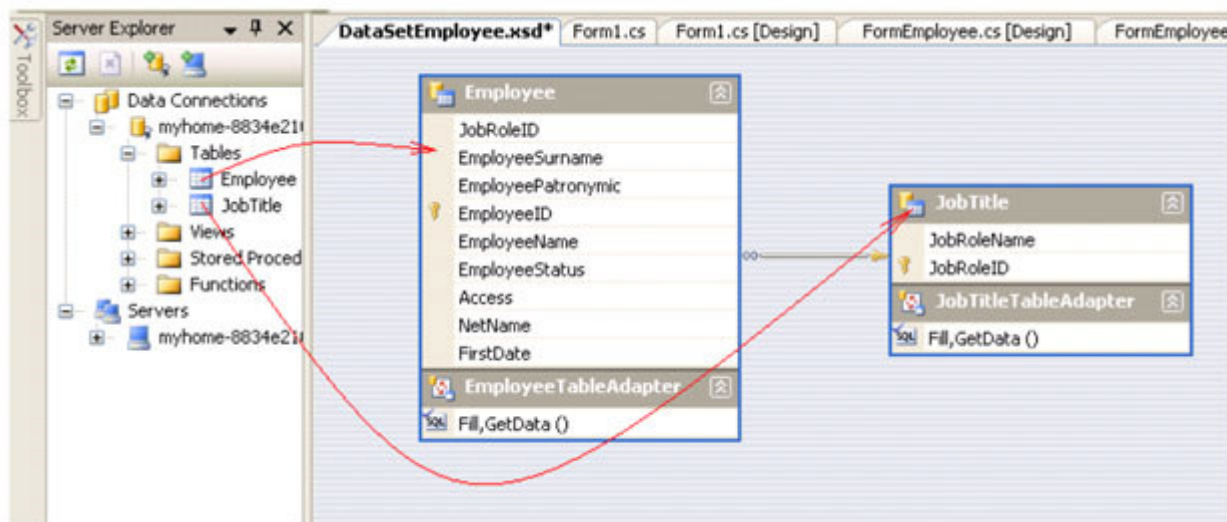 Server Explorer
Toolbox
Data Connections
myhome-8834e21
Tables
Employee
JobTitle
Views
Stored Proced
Functions
Servers
myhome-8834e21
DataSetEmployee.xsd* Form1.cs Form1.cs [Design] FormEmployee.cs [Design] FormEmployee
Employee
JobRoleID
EmployeeSurname
EmployeePatronymic
EmployeeID
EmployeeName
EmployeeStatus
Access
NetName
FirstDate
EmployeeTableAdapter
SQL Fill,GetData ()
JobTitle
JobRoleName
JobRoleID
JobTitleTableAdapter
SQL Fill,GetData ()